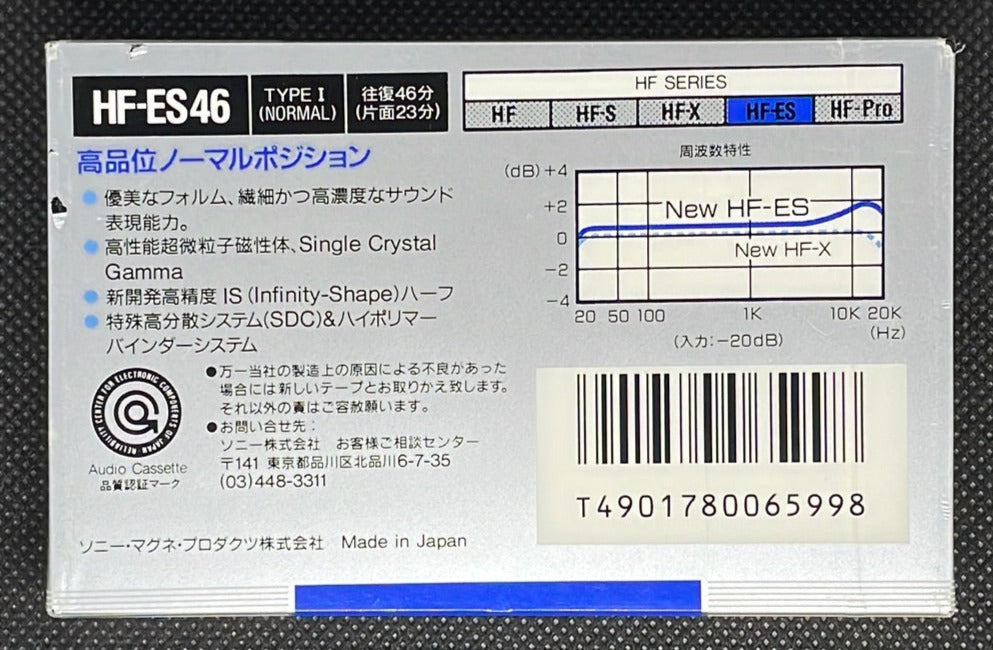 HF-ES46
TYPE I
(NORMAL)
往復46分
(片面23分)
HF SERIES
HF HF-S HF-X HF-ES HF-Pro
高品位ノーマルポジション
優美なフォルム、繊細かつ高濃度なサウンド
表現能力。
高性能超微粒子磁性体、Single Crystal
Gamma
新開発高精度 IS (Infinity-Shape)ハーフ
特殊高分散システム(SDC)&ハイポリマー
バインダーシステム
周波数特性
(dB) +4
+2
0
−2
−4
New HF-ES
New HF-X
20 50 100 1K 10K 20K
(Hz)
(入力:−20dB)
RELIABILITY CENTER FOR ELECTRONIC COMPONENTS OF JAPAN
Audio Cassette
品質認証マーク
●万一当社の製造上の原因による不良があった
場合には新しいテープとお取りかえ致します。
それ以外の責はご容赦願います。
●お問い合せ先:
ソニー株式会社 お客様ご相談センター
〒141 東京都品川区北品川6-7-35
(03)448-3311
T4901780065998
ソニー・マグネ・プロダクツ株式会社 Made in Japan